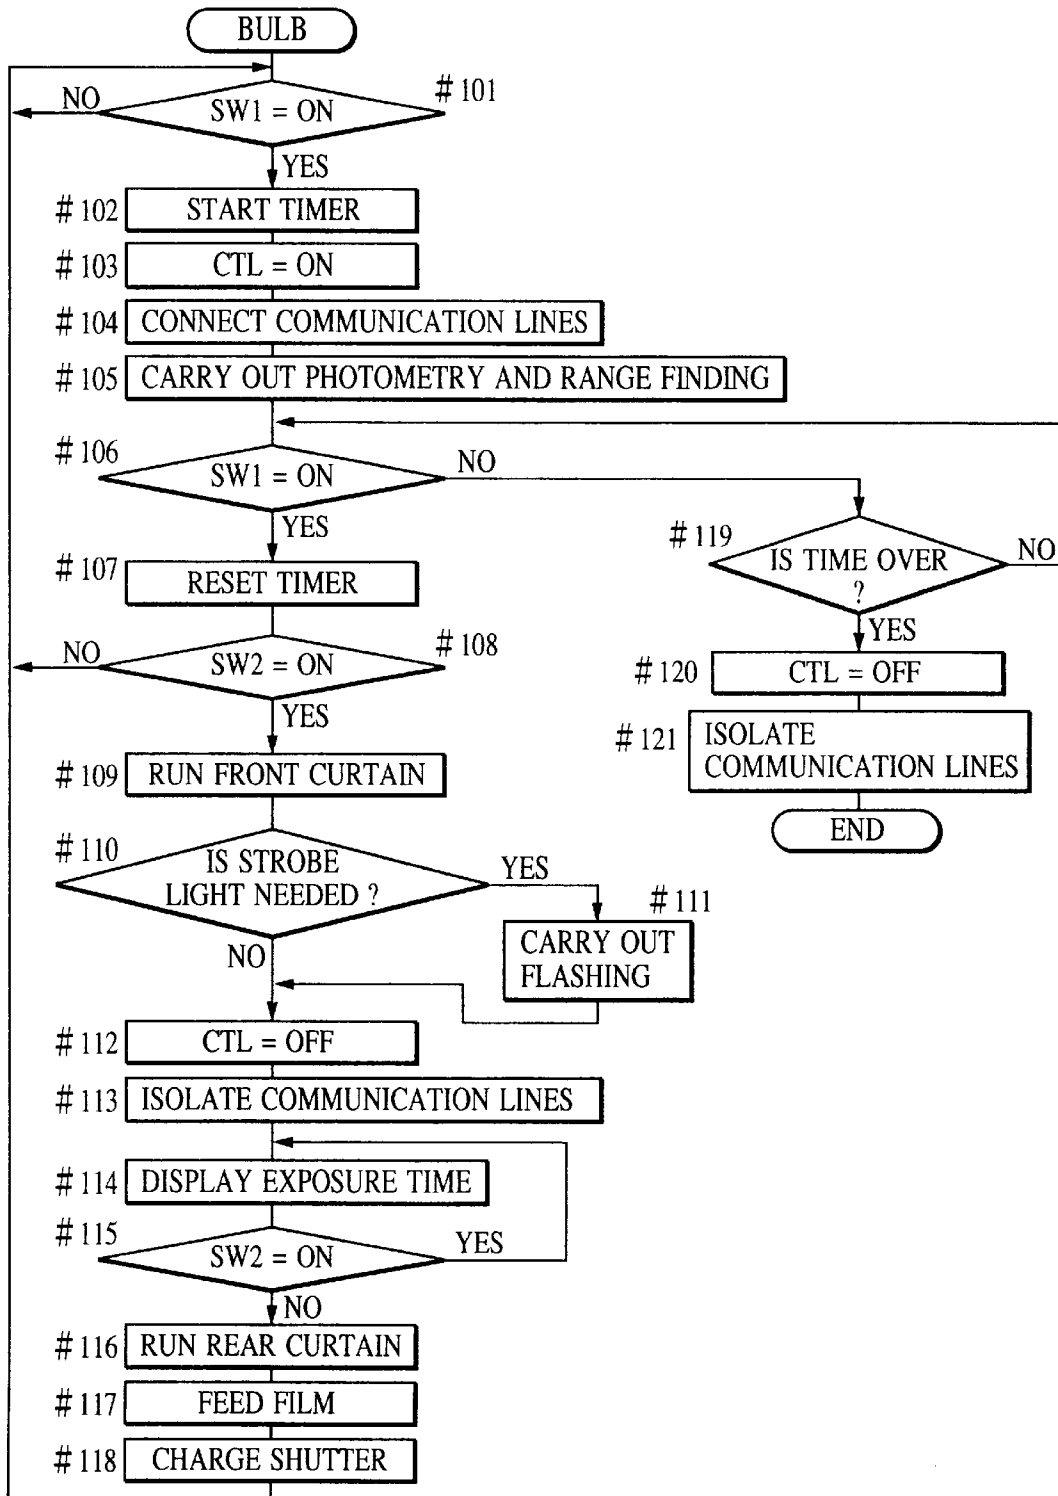 BULB
# 101
NO
SW1 = ON
YES
# 102
START TIMER
# 103
CTL = ON
# 104
CONNECT COMMUNICATION LINES
# 105
CARRY OUT PHOTOMETRY AND RANGE FINDING
# 106
SW1 = ON
NO
YES
# 107
RESET TIMER
# 108
NO
SW2 = ON
YES
# 109
RUN FRONT CURTAIN
# 110
IS STROBE
LIGHT NEEDED ?
YES
NO
# 111
CARRY OUT
FLASHING
# 112
CTL = OFF
# 113
ISOLATE COMMUNICATION LINES
# 114
DISPLAY EXPOSURE TIME
# 115
SW2 = ON
YES
NO
# 116
RUN REAR CURTAIN
# 117
FEED FILM
# 118
CHARGE SHUTTER
# 119
IS TIME OVER
?
NO
YES
# 120
CTL = OFF
# 121
ISOLATE
COMMUNICATION LINES
END